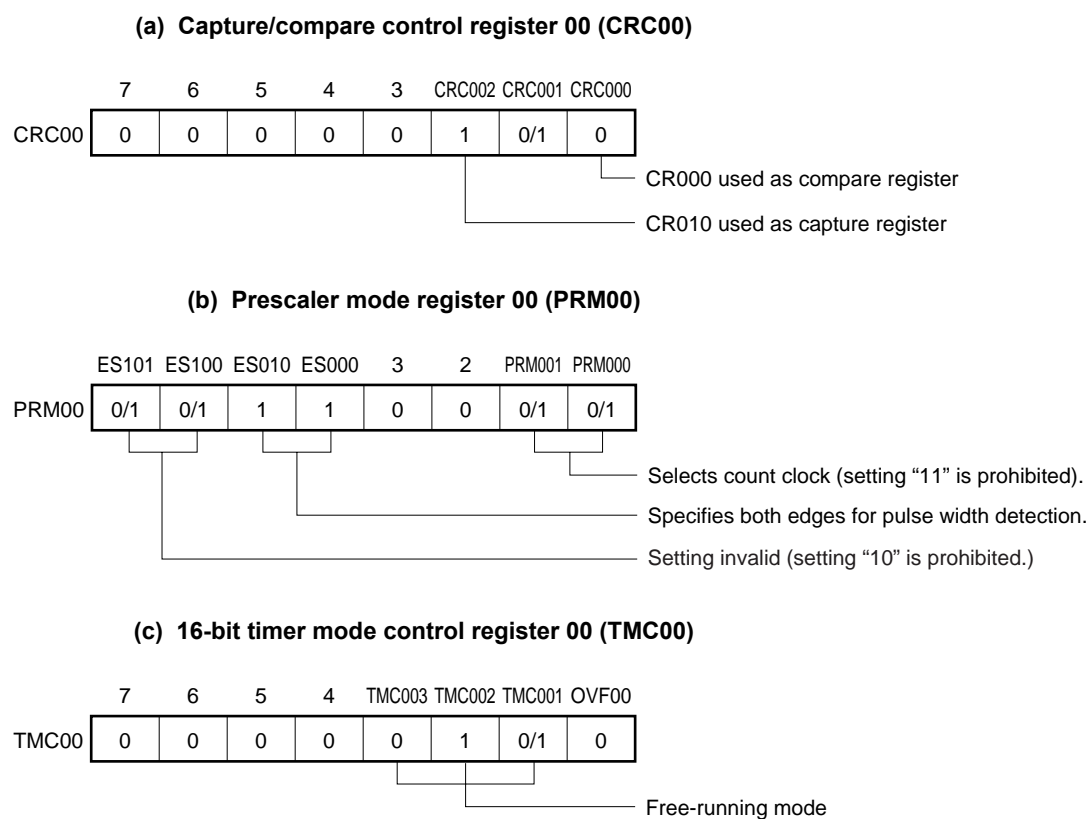 (a) Capture/compare control register 00 (CRC00)
7 6 5 4 3 CRC002 CRC001 CRC000
CRC00 0 0 0 0 0 1 0/1 0
CR000 used as compare register
CR010 used as capture register
(b) Prescaler mode register 00 (PRM00)
ES101 ES100 ES010 ES000 3 2 PRM001 PRM000
PRM00 0/1 0/1 1 1 0 0 0/1 0/1
Selects count clock (setting “11” is prohibited).
Specifies both edges for pulse width detection.
Setting invalid (setting “10” is prohibited.)
(c) 16-bit timer mode control register 00 (TMC00)
7 6 5 4 TMC003 TMC002 TMC001 OVF00
TMC00 0 0 0 0 0 1 0/1 0
Free-running mode